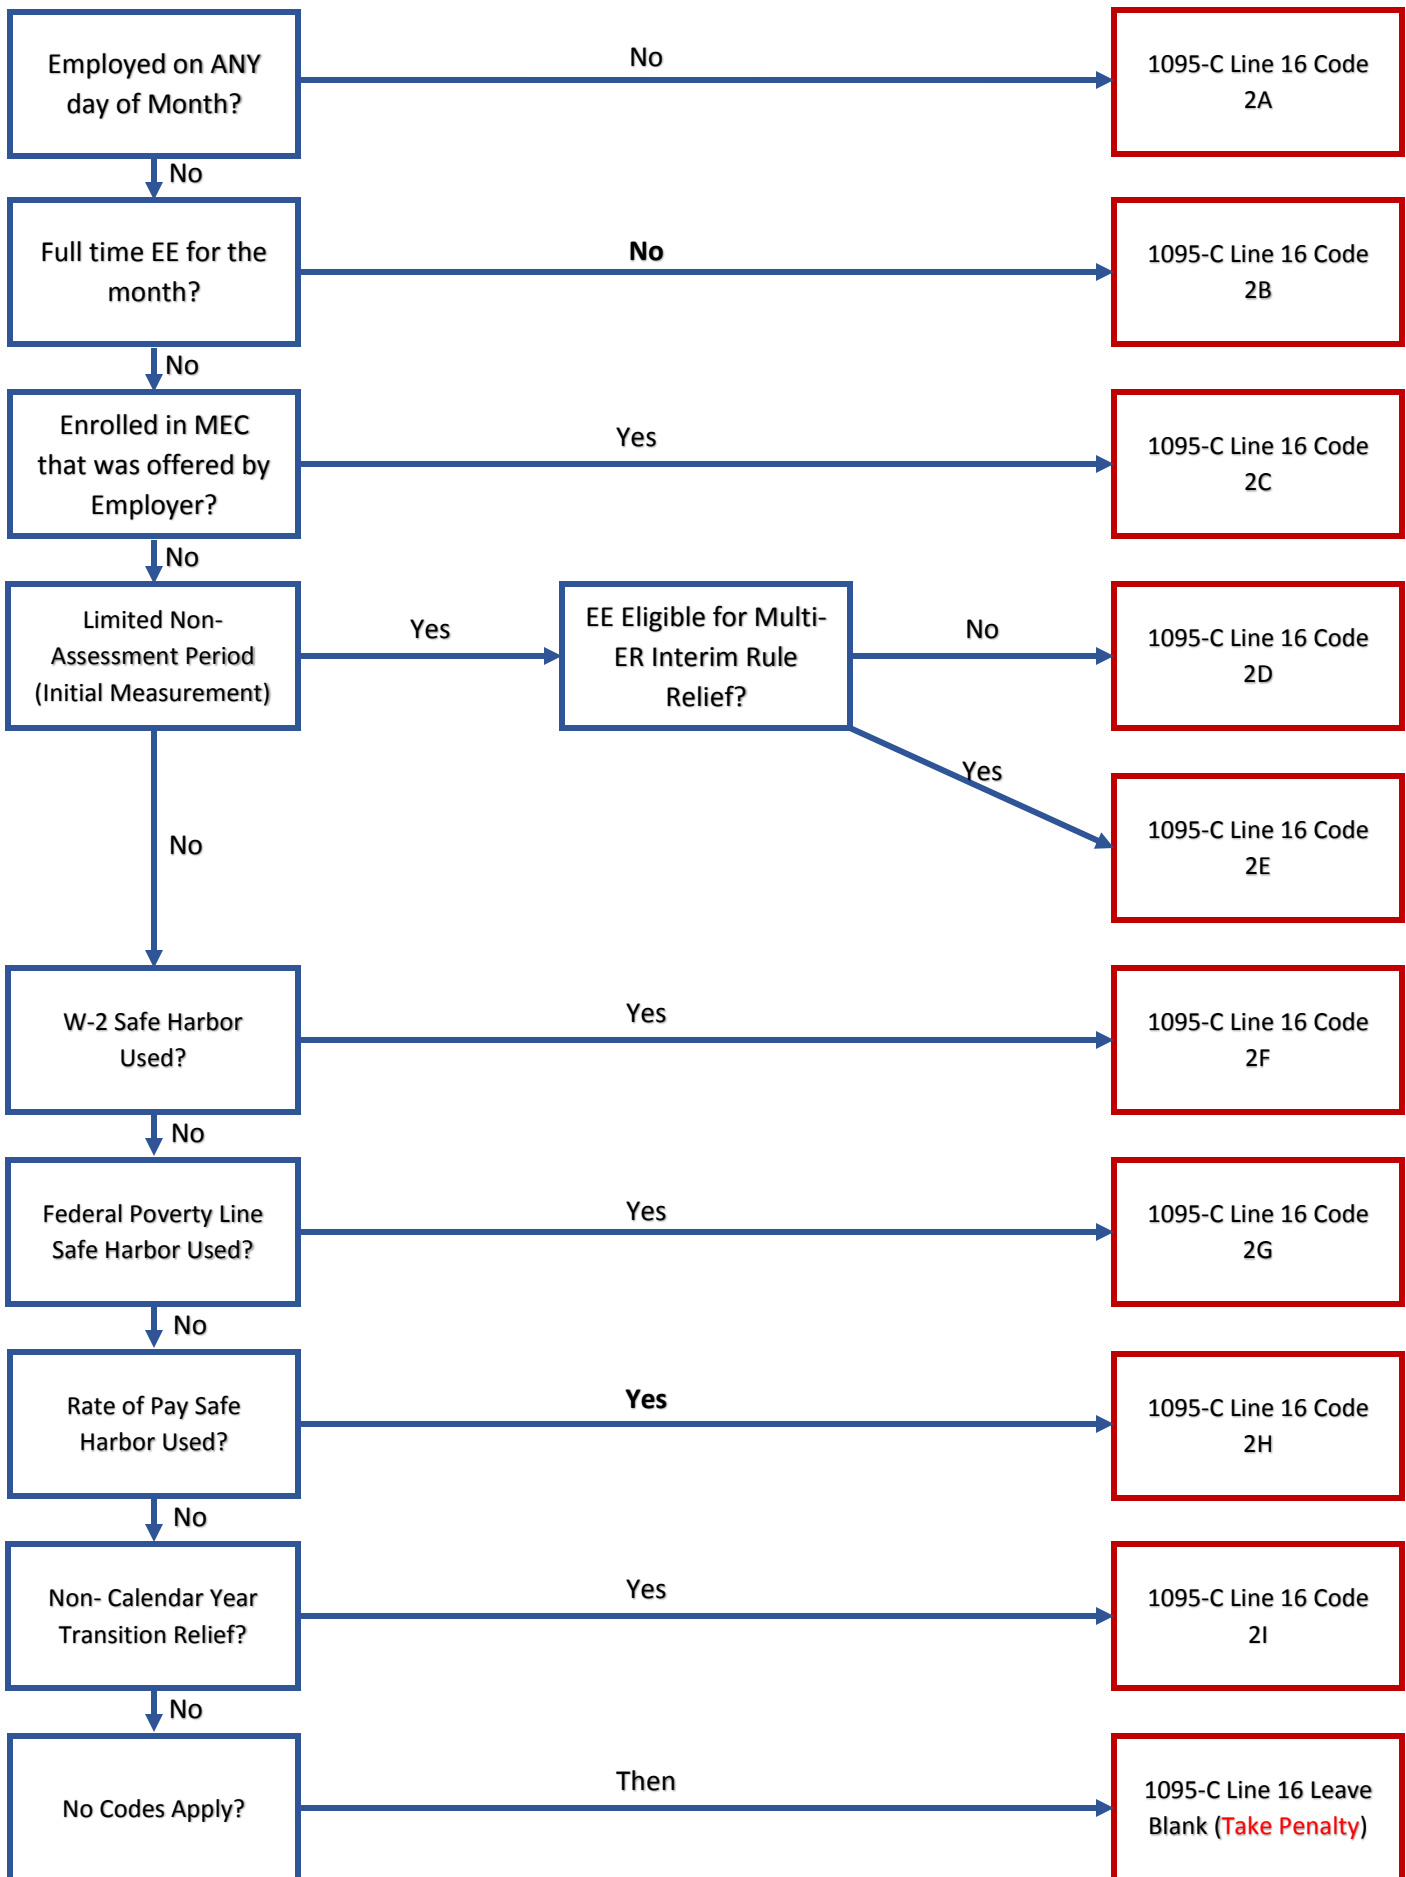 Employed on ANY
day of Month?
No
1095-C Line 16 Code
2A
No
Full time EE for the
month?
No
1095-C Line 16 Code
2B
No
Enrolled in MEC
that was offered by
Employer?
Yes
1095-C Line 16 Code
2C
No
Limited Non-
Assessment Period
(Initial Measurement)
Yes
EE Eligible for Multi-
ER Interim Rule
Relief?
No
1095-C Line 16 Code
2D
Yes
1095-C Line 16 Code
2E
No
W-2 Safe Harbor
Used?
Yes
1095-C Line 16 Code
2F
No
Federal Poverty Line
Safe Harbor Used?
Yes
1095-C Line 16 Code
2G
No
Rate of Pay Safe
Harbor Used?
Yes
1095-C Line 16 Code
2H
No
Non- Calendar Year
Transition Relief?
Yes
1095-C Line 16 Code
2I
No
No Codes Apply?
Then
1095-C Line 16 Leave
Blank (Take Penalty)